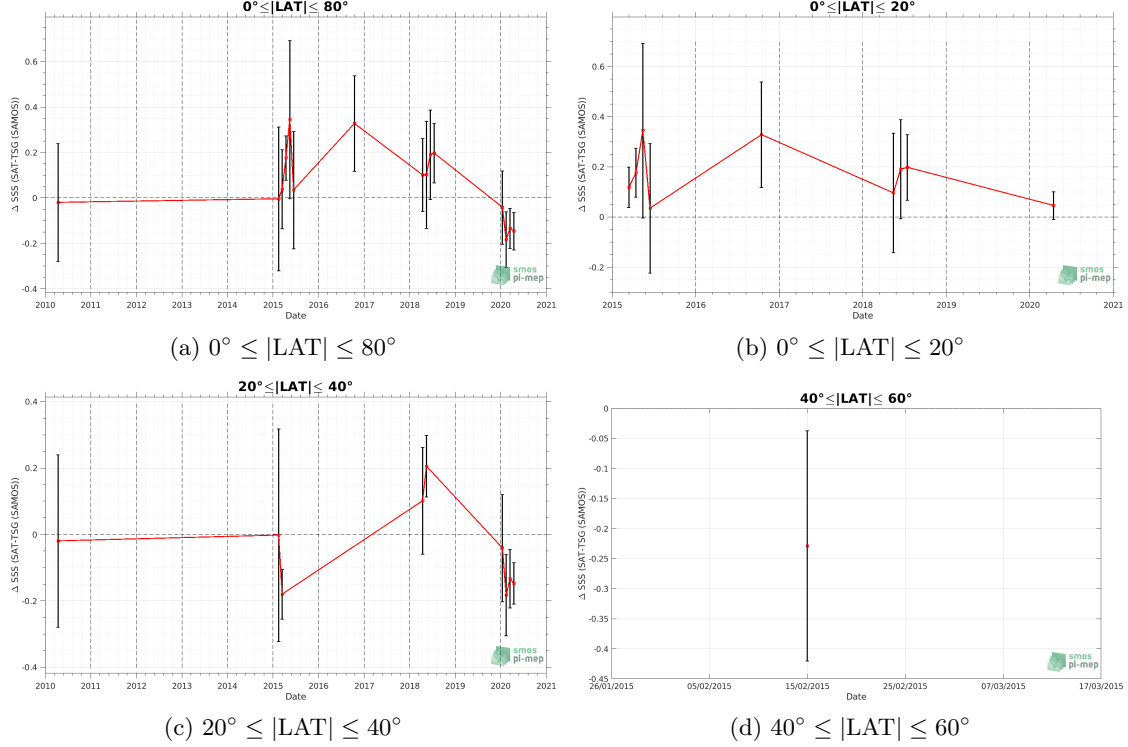 0°≤|LAT|≤ 80°
Δ SSS (SAT-TSG (SAMOS))
0.6
0.4
0.2
0
-0.2
-0.4
2010 2011 2012 2013 2014 2015 2016 2017 2018 2019 2020 2021
Date
smos
pi-mep
(a) 0° ≤ |LAT| ≤ 80°
0°≤|LAT|≤ 20°
Δ SSS (SAT-TSG (SAMOS))
0.6
0.4
0.2
0
-0.2
2015 2016 2017 2018 2019 2020 2021
Date
smos
pi-mep
(b) 0° ≤ |LAT| ≤ 20°
20°≤|LAT|≤ 40°
Δ SSS (SAT-TSG (SAMOS))
0.4
0.2
0
-0.2
-0.4
2010 2011 2012 2013 2014 2015 2016 2017 2018 2019 2020 2021
Date
smos
pi-mep
(c) 20° ≤ |LAT| ≤ 40°
40°≤|LAT|≤ 60°
Δ SSS (SAT-TSG (SAMOS))
0
-0.05
-0.1
-0.15
-0.2
-0.25
-0.3
-0.35
-0.4
-0.45
26/01/2015 05/02/2015 15/02/2015 25/02/2015 07/03/2015 17/03/2015
Date
smos
pi-mep
(d) 40° ≤ |LAT| ≤ 60°